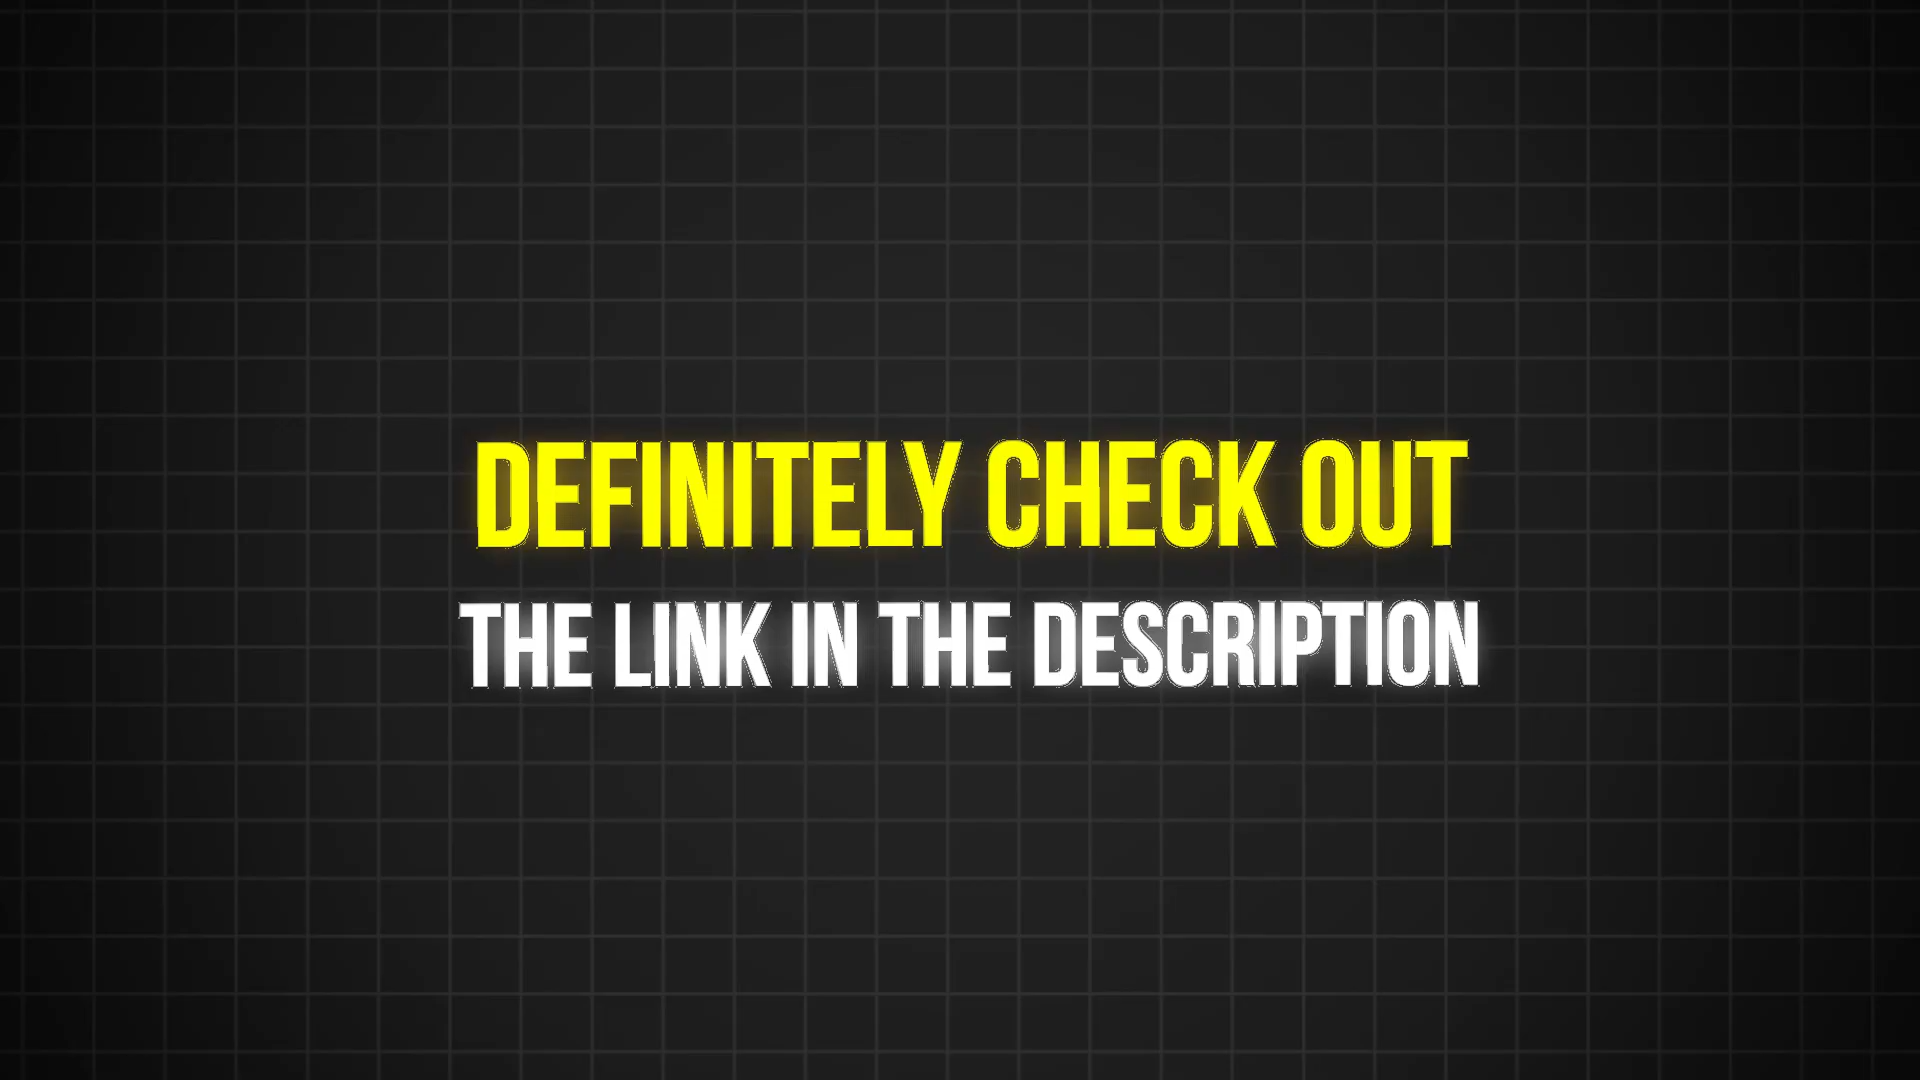 DEFINITELY CHECK OUT
THE LINK IN THE DESCRIPTION